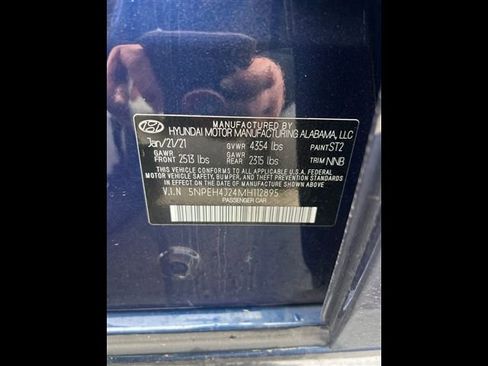 MANUFACTURED BY
HYUNDAI MOTOR MANUFACTURING ALABAMA, LLC
Jan/21/21 GVWR 4354 lbs PAINT ST2
GAWR FRONT 2513 lbs GAWR REAR 2315 lbs TRIM NNB
THIS VEHICLE CONFORMS TO ALL APPLICABLE U.S.A. FEDERAL
MOTOR VEHICLE SAFETY, BUMPER, AND THEFT PREVENTION
STANDARDS IN EFFECT ON THE DATE OF MANUFACTURE SHOWN ABOVE.
V.I.N 5NPEH4J24MH112895
PASSENGER CAR